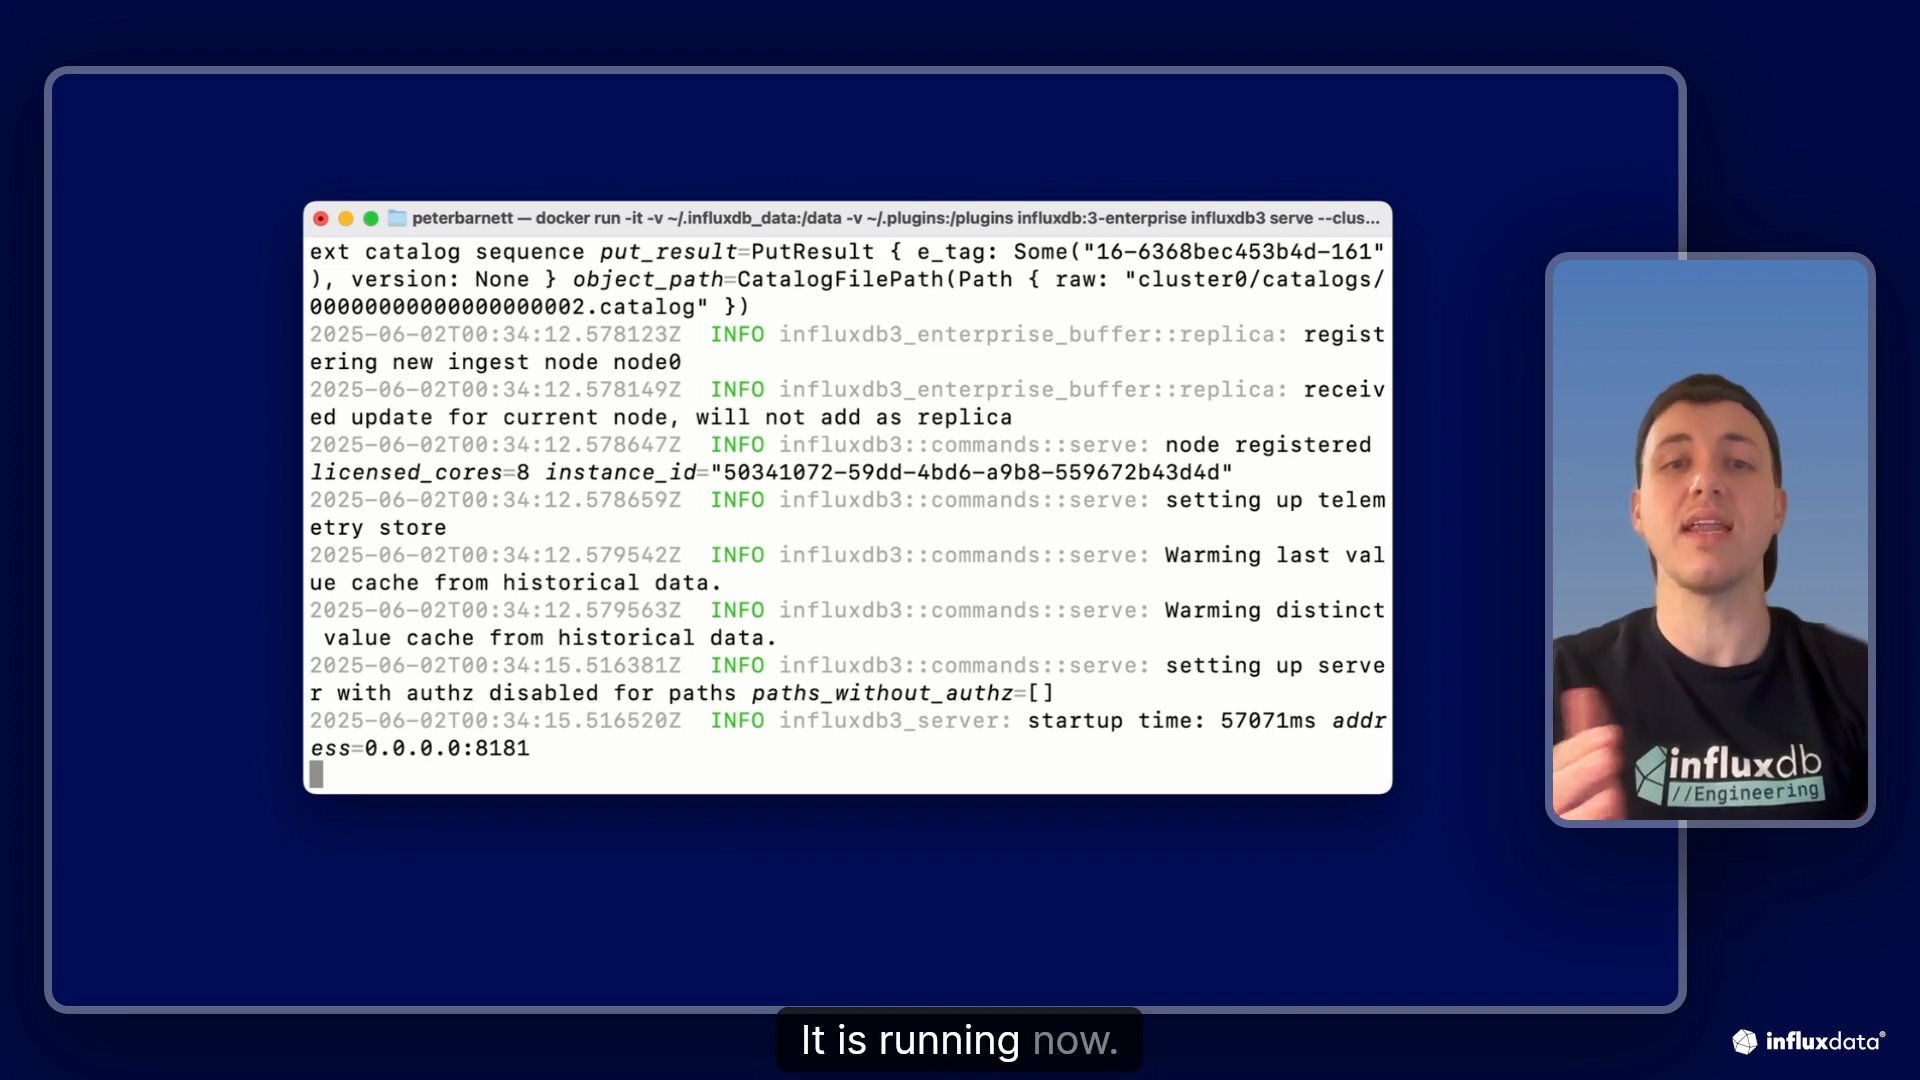 peterbarnett — docker run -it -v ~/.influxdb_data:/data -v ~/.plugins:/plugins influxdb:3-enterprise influxdb3 serve --clus...
ext catalog sequence put_result=PutResult { e_tag: Some("16-6368bec453b4d-161"
), version: None } object_path=CatalogFilePath(Path { raw: "cluster0/catalogs/
00000000000000000002.catalog" })
2025-06-02T00:34:12.578123Z  INFO influxdb3_enterprise_buffer::replica: regist
ering new ingest node node0
2025-06-02T00:34:12.578149Z  INFO influxdb3_enterprise_buffer::replica: receiv
ed update for current node, will not add as replica
2025-06-02T00:34:12.578647Z  INFO influxdb3::commands::serve: node registered
licensed_cores=8 instance_id="50341072-59dd-4bd6-a9b8-559672b43d4d"
2025-06-02T00:34:12.578659Z  INFO influxdb3::commands::serve: setting up telem
etry store
2025-06-02T00:34:12.579542Z  INFO influxdb3::commands::serve: Warming last val
ue cache from historical data.
2025-06-02T00:34:12.579563Z  INFO influxdb3::commands::serve: Warming distinct
 value cache from historical data.
2025-06-02T00:34:15.516381Z  INFO influxdb3::commands::serve: setting up serve
r with authz disabled for paths paths_without_authz=[]
2025-06-02T00:34:15.516520Z  INFO influxdb3_server: startup time: 57071ms addr
ess=0.0.0.0:8181
influxdb
//Engineering
It is running now.
influxdata®